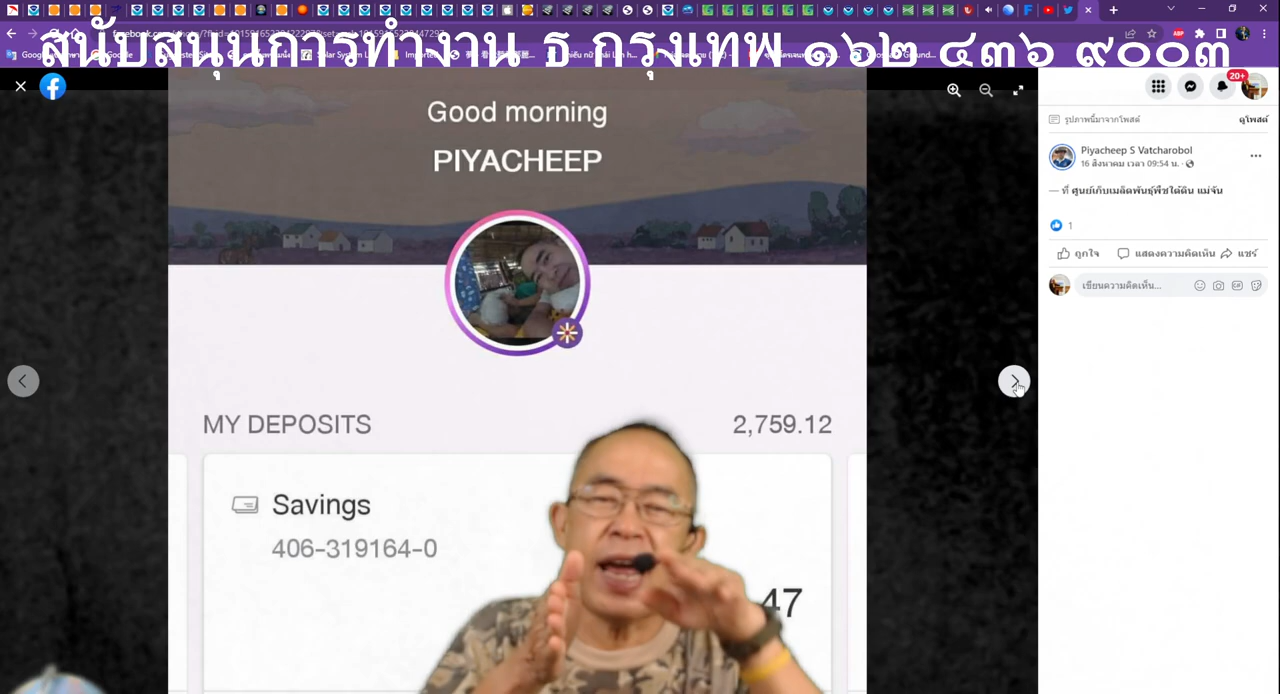 สนับสนุนการทำงาน ธ กรุงเทพ ๑๖๒ ๔๓๖ ๙๐๐๓
Good morning
PIYACHEEP
MY DEPOSITS
2,759.12
Savings
406-319164-0
47
20+
รูปภาพนี้มาจากโพสต์
ดูโพสต์
Piyacheep S Vatcharobol
16 สิงหาคม เวลา 09:54 น.
— ที่ ศูนย์เก็บเมล็ดพันธุ์พืชใต้ดิน แม่จัน
1
ถูกใจ
แสดงความคิดเห็น
แชร์
เขียนความคิดเห็น...